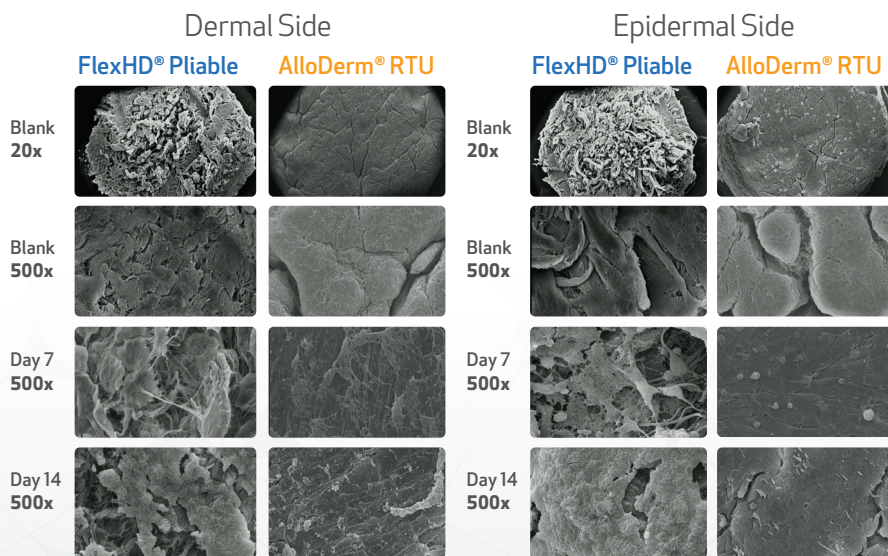 Dermal Side
FlexHD® Pliable AlloDerm® RTU
Blank
20x
Blank
500x
Day 7
500x
Day 14
500x
Epidermal Side
FlexHD® Pliable AlloDerm® RTU
Blank
20x
Blank
500x
Day 7
500x
Day 14
500x